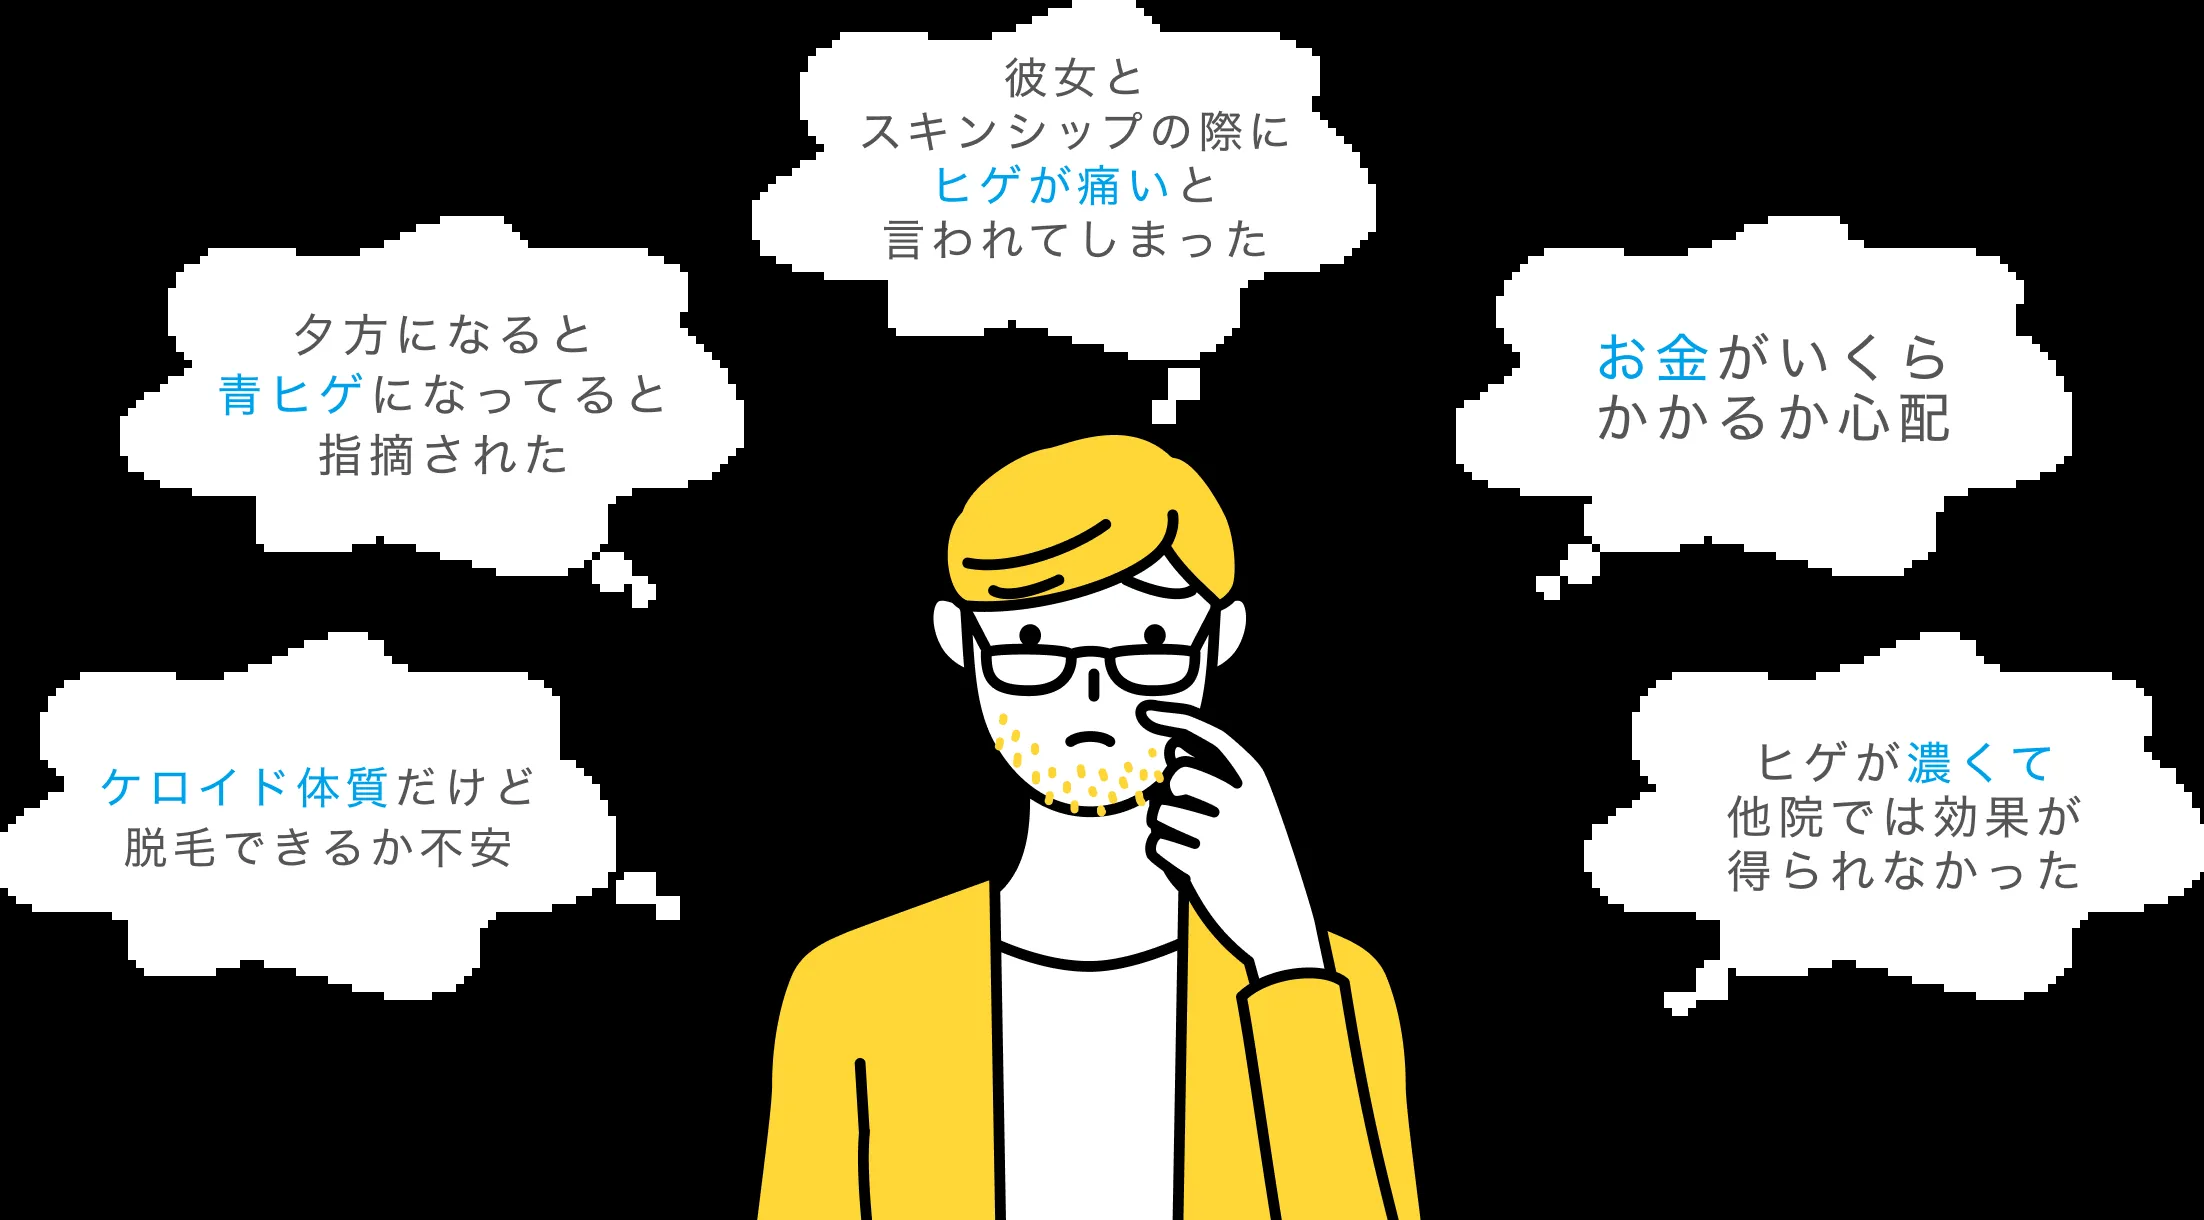 彼女と
スキンシップの際に
ヒゲが痛いと
言われてしまった
夕方になると
青ヒゲになってると
指摘された
お金がいくら
かかるか心配
ケロイド体質だけど
脱毛できるか不安
ヒゲが濃くて
他院では効果が
得られなかった